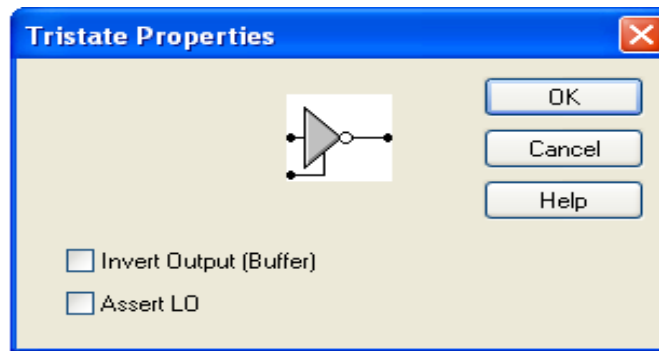 Tristate Properties
OK
Cancel
Help
Invert Output (Buffer)
Assert LO